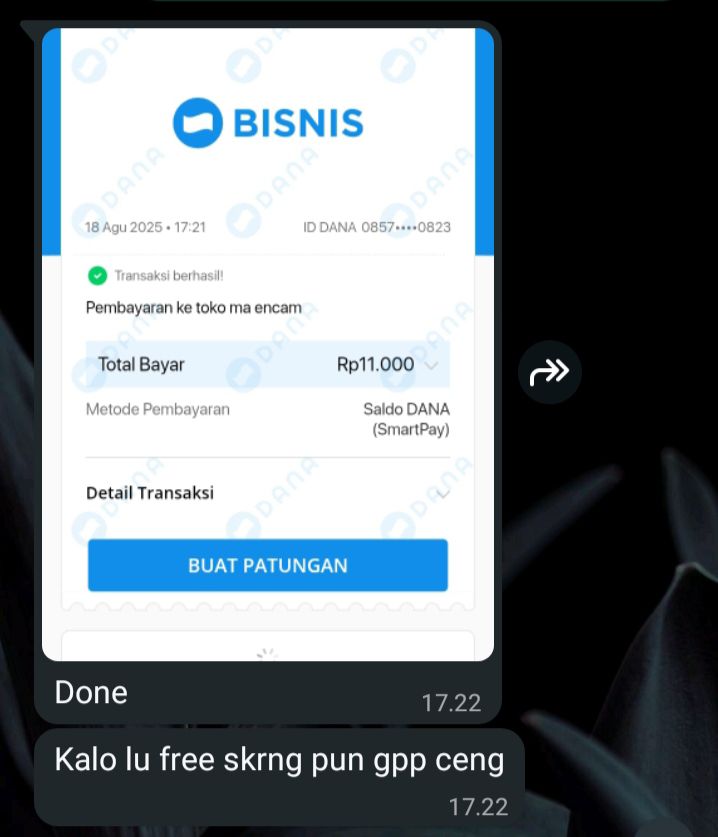 BISNIS
18 Agu 2025 • 17:21 ID DANA 0857••••0823
Transaksi berhasil!
Pembayaran ke toko ma encam
Total Bayar Rp11.000
Metode Pembayaran Saldo DANA
(SmartPay)
Detail Transaksi
BUAT PATUNGAN
Done
17.22
Kalo lu free skrng pun gpp ceng
17.22